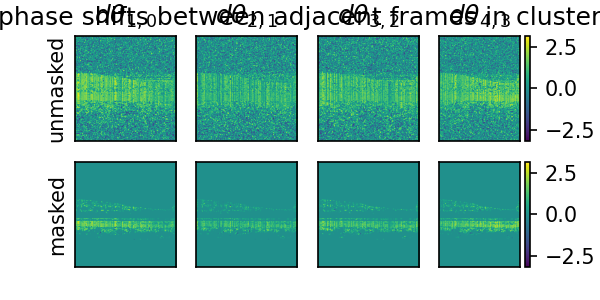 phase shifts between adjacent frames in cluster
dθ1,0 dθ2,1 dθ3,2 dθ4,3
unmasked
2.5
0.0
−2.5
masked
2.5
0.0
−2.5